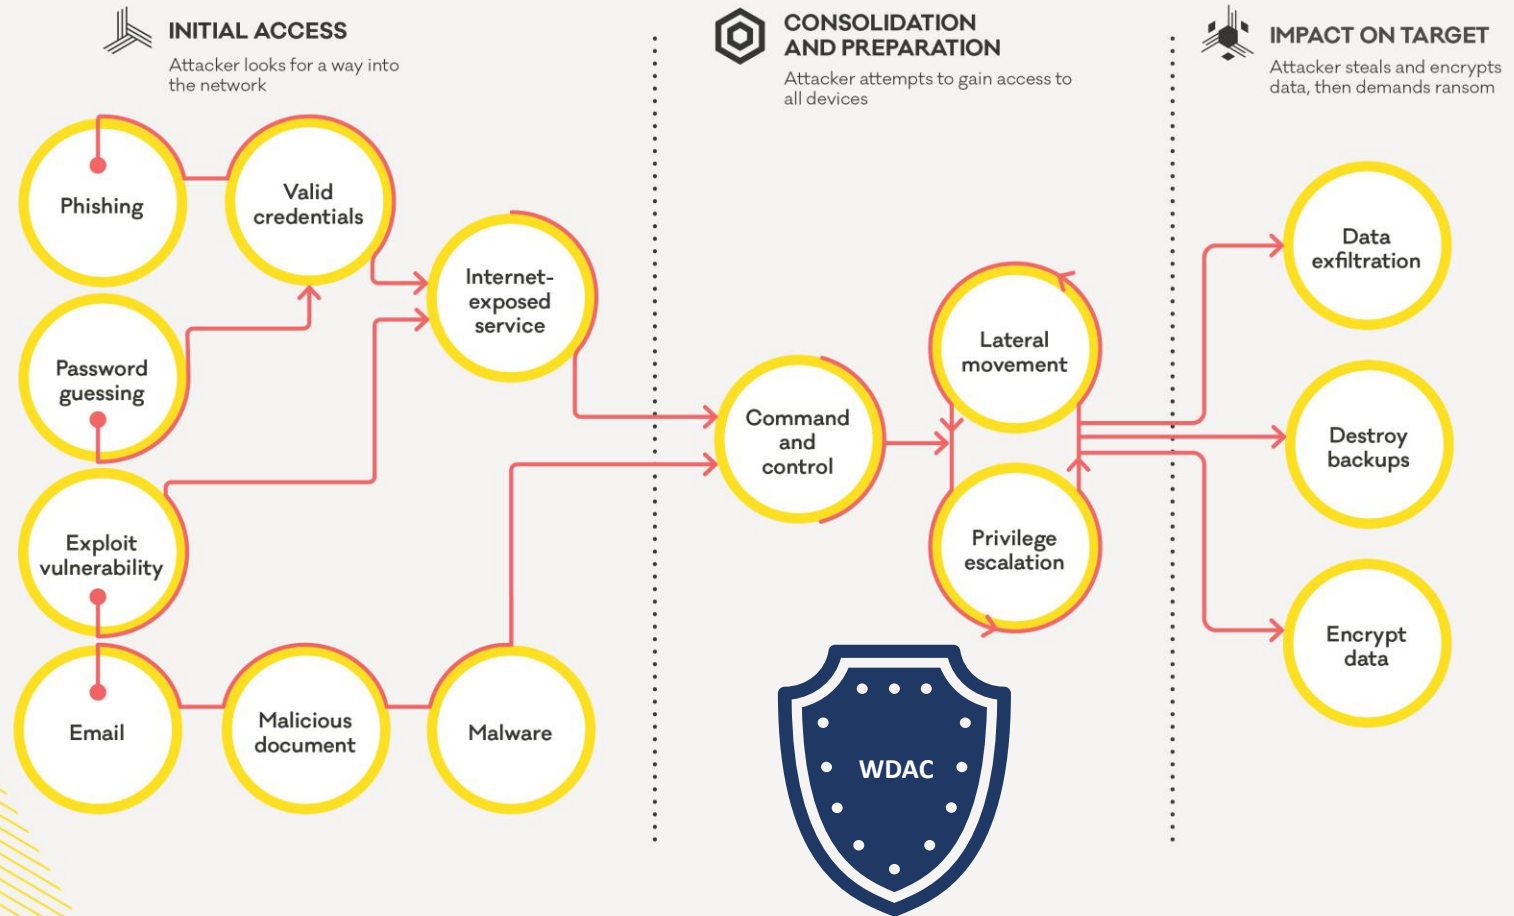 INITIAL ACCESS
Attacker looks for a way into
the network
CONSOLIDATION
AND PREPARATION
Attacker attempts to gain access to
all devices
IMPACT ON TARGET
Attacker steals and encrypts
data, then demands ransom
Phishing
Valid
credentials
Internet-
exposed
service
Password
guessing
Exploit
vulnerability
Email
Malicious
document
Malware
Command
and
control
Lateral
movement
Privilege
escalation
WDAC
Data
exfiltration
Destroy
backups
Encrypt
data